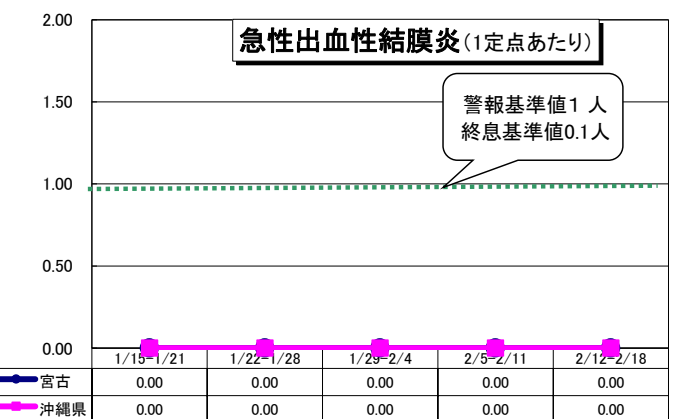 急性出血性結膜炎(1定点あたり)
警報基準値1 人
終息基準値0.1人
2.00
1.50
1.00
0.50
0.00
1/15-1/21 1/22-1/28 1/29-2/4 2/5-2/11 2/12-2/18
宮古 0.00 0.00 0.00 0.00 0.00
沖縄県 0.00 0.00 0.00 0.00 0.00